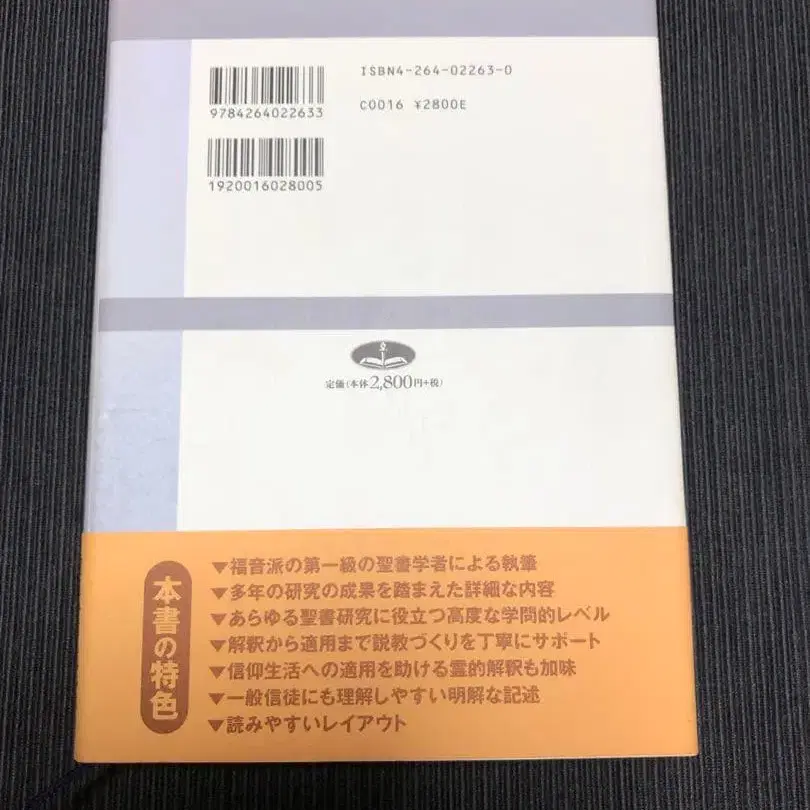 ISBN4-264-02263-0
9784264022633
C0016 ¥2800E
1920016028005
定価(本体2,800円+税)
本書の特色
▼福音派の第一級の聖書学者による執筆
▼多年の研究の成果を踏まえた詳細な内容
▼あらゆる聖書研究に役立つ高度な学問的レベル
▼解釈から適用まで説教づくりを丁寧にサポート
▼信仰生活への適用を助ける霊的解釈も加味
▼一般信徒にも理解しやすい明解な記述
▼読みやすいレイアウト